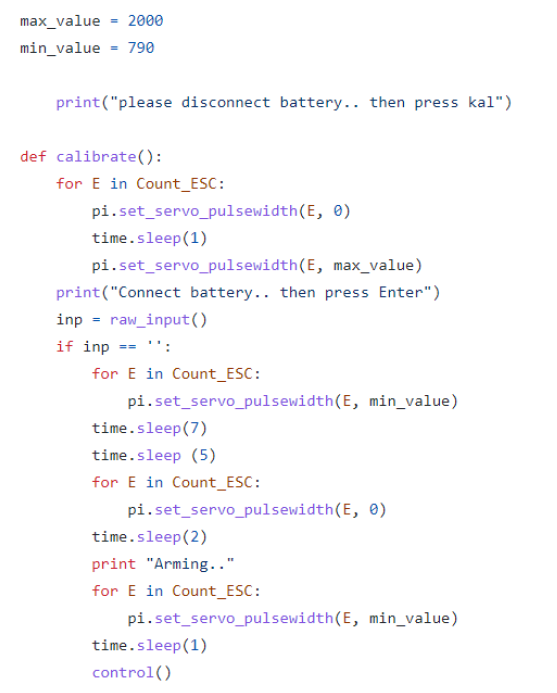 max_value = 2000
min_value = 790
    print("please disconnect battery.. then press kal")
def calibrate():
    for E in Count_ESC:
        pi.set_servo_pulsewidth(E, 0)
        time.sleep(1)
        pi.set_servo_pulsewidth(E, max_value)
    print("Connect battery.. then press Enter")
    inp = raw_input()
    if inp == '':
        for E in Count_ESC:
            pi.set_servo_pulsewidth(E, min_value)
        time.sleep(7)
        time.sleep (5)
        for E in Count_ESC:
            pi.set_servo_pulsewidth(E, 0)
        time.sleep(2)
        print "Arming.."
        for E in Count_ESC:
            pi.set_servo_pulsewidth(E, min_value)
        time.sleep(1)
        control()